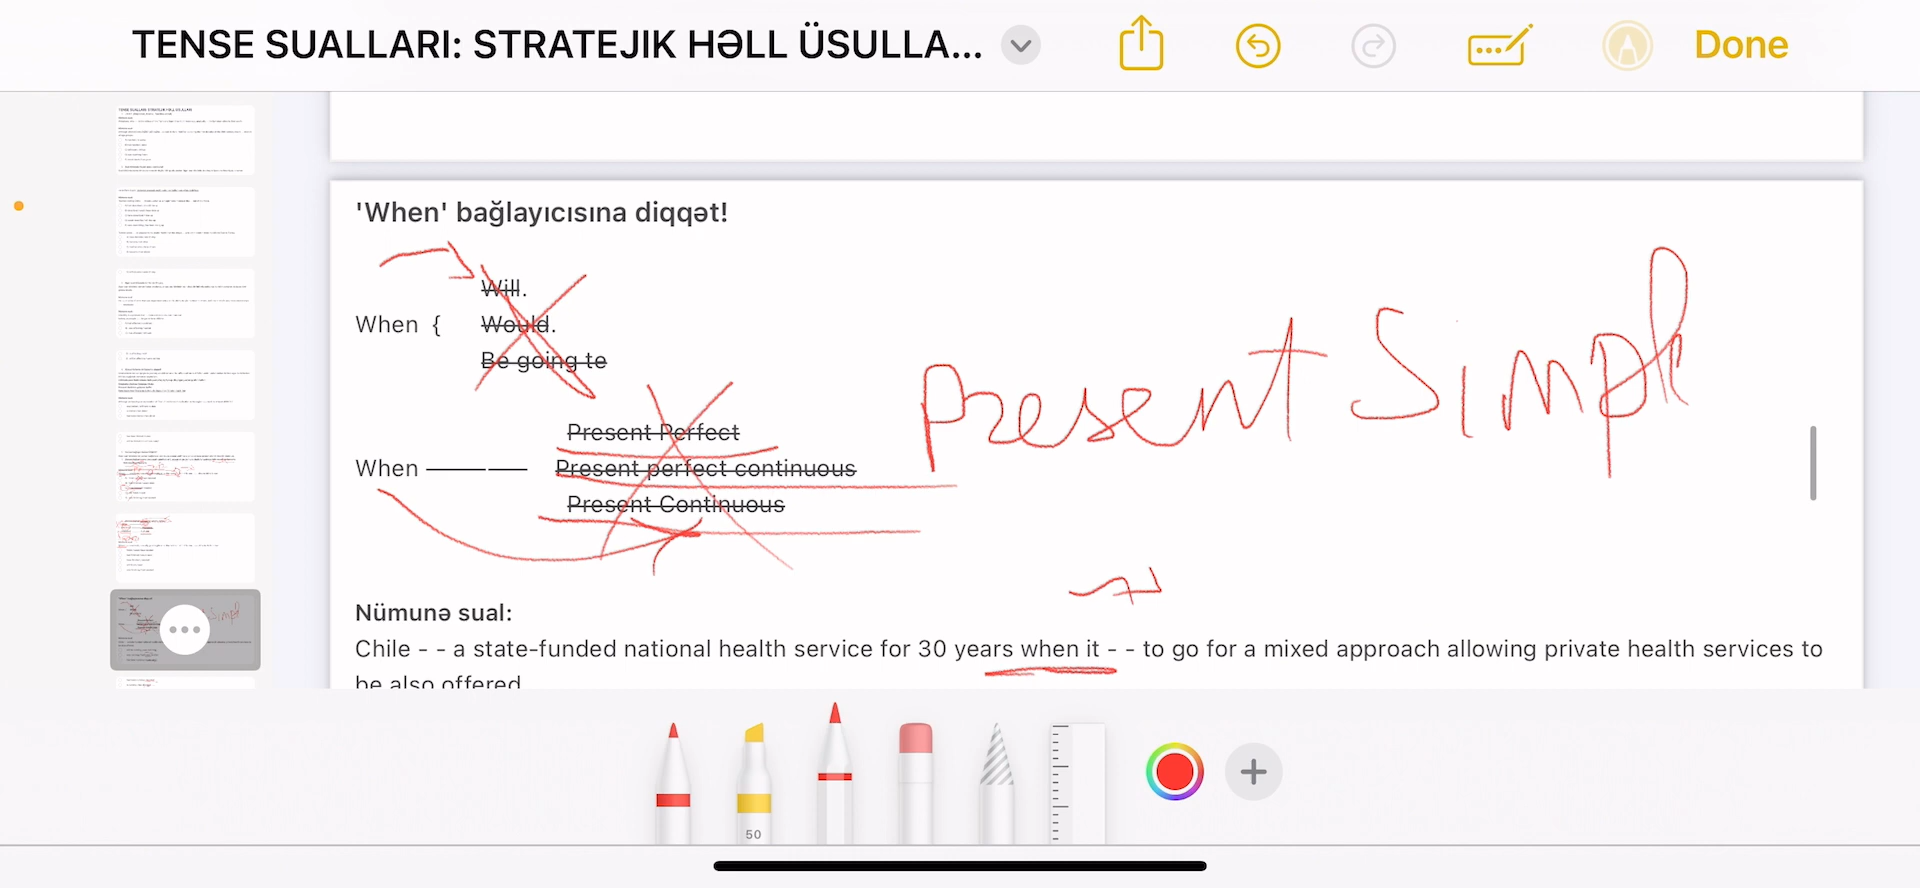 TENSE SUALLARI: STRATEJIK HƏLL ÜSULLA...
Done
'When' bağlayıcısına diqqət!
Will.
When { Would.
Be going te
Present Simple
Present Perfect
When Present perfect continuous
Present Continuous
Nümunə sual:
Chile - - a state-funded national health service for 30 years when it - - to go for a mixed approach allowing private health services to
be also offered
50